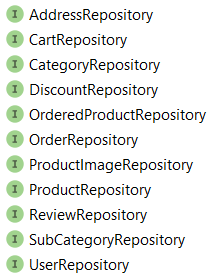 I AddressRepository
I CartRepository
I CategoryRepository
I DiscountRepository
I OrderedProductRepository
I OrderRepository
I ProductImageRepository
I ProductRepository
I ReviewRepository
I SubCategoryRepository
I UserRepository